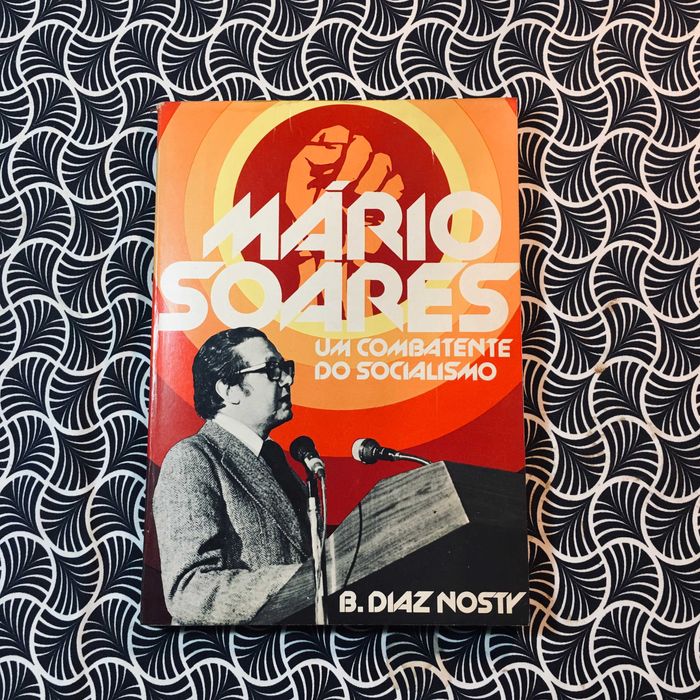 MÁRIO
SOARES
UM COMBATENTE
DO SOCIALISMO
B. DIAZ NOSTY